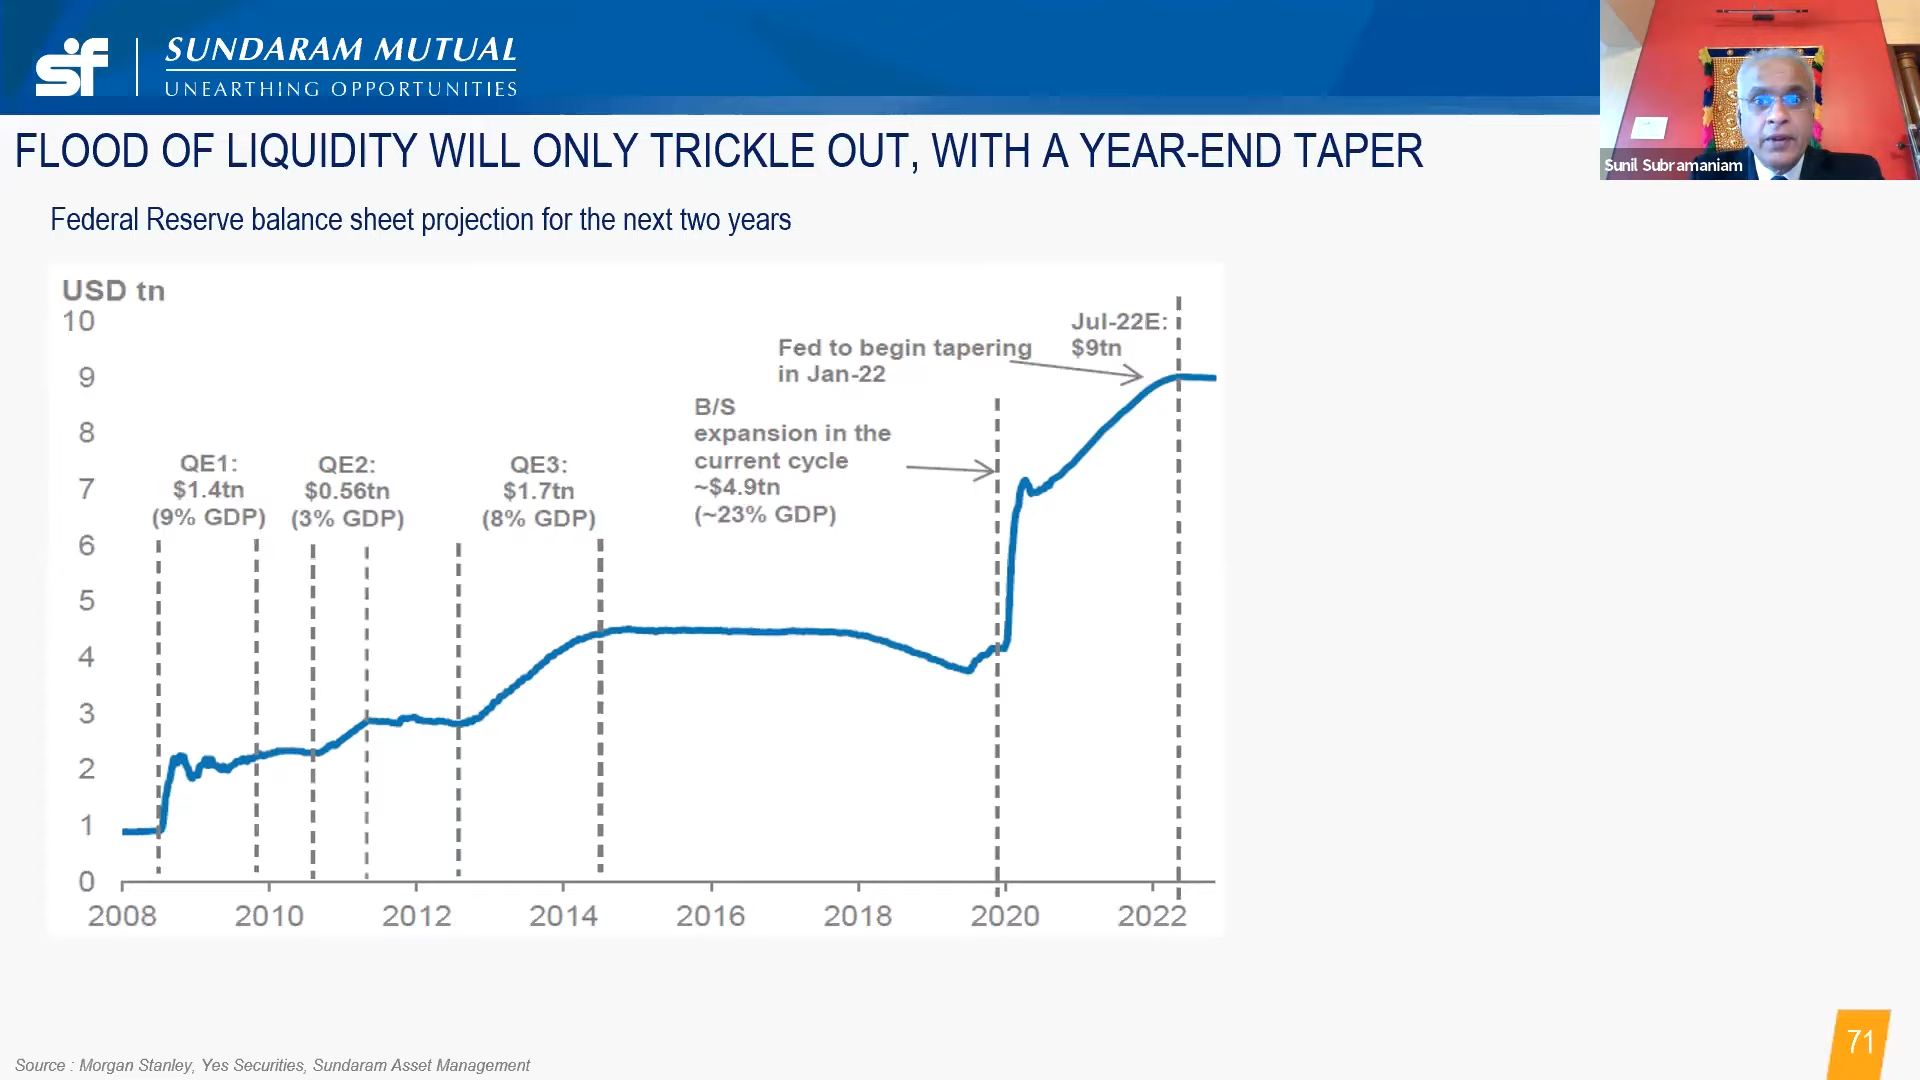 sf
SUNDARAM MUTUAL
UNEARTHING OPPORTUNITIES
Sunil Subramaniam
FLOOD OF LIQUIDITY WILL ONLY TRICKLE OUT, WITH A YEAR-END TAPER
Federal Reserve balance sheet projection for the next two years
USD tn
10
9
8
7
6
5
4
3
2
1
0
QE1:
$1.4tn
(9% GDP)
QE2:
$0.56tn
(3% GDP)
QE3:
$1.7tn
(8% GDP)
B/S
expansion in the
current cycle
~$4.9tn
(~23% GDP)
Fed to begin tapering
in Jan-22
Jul-22E:
$9tn
2008 2010 2012 2014 2016 2018 2020 2022
Source : Morgan Stanley, Yes Securities, Sundaram Asset Management
71